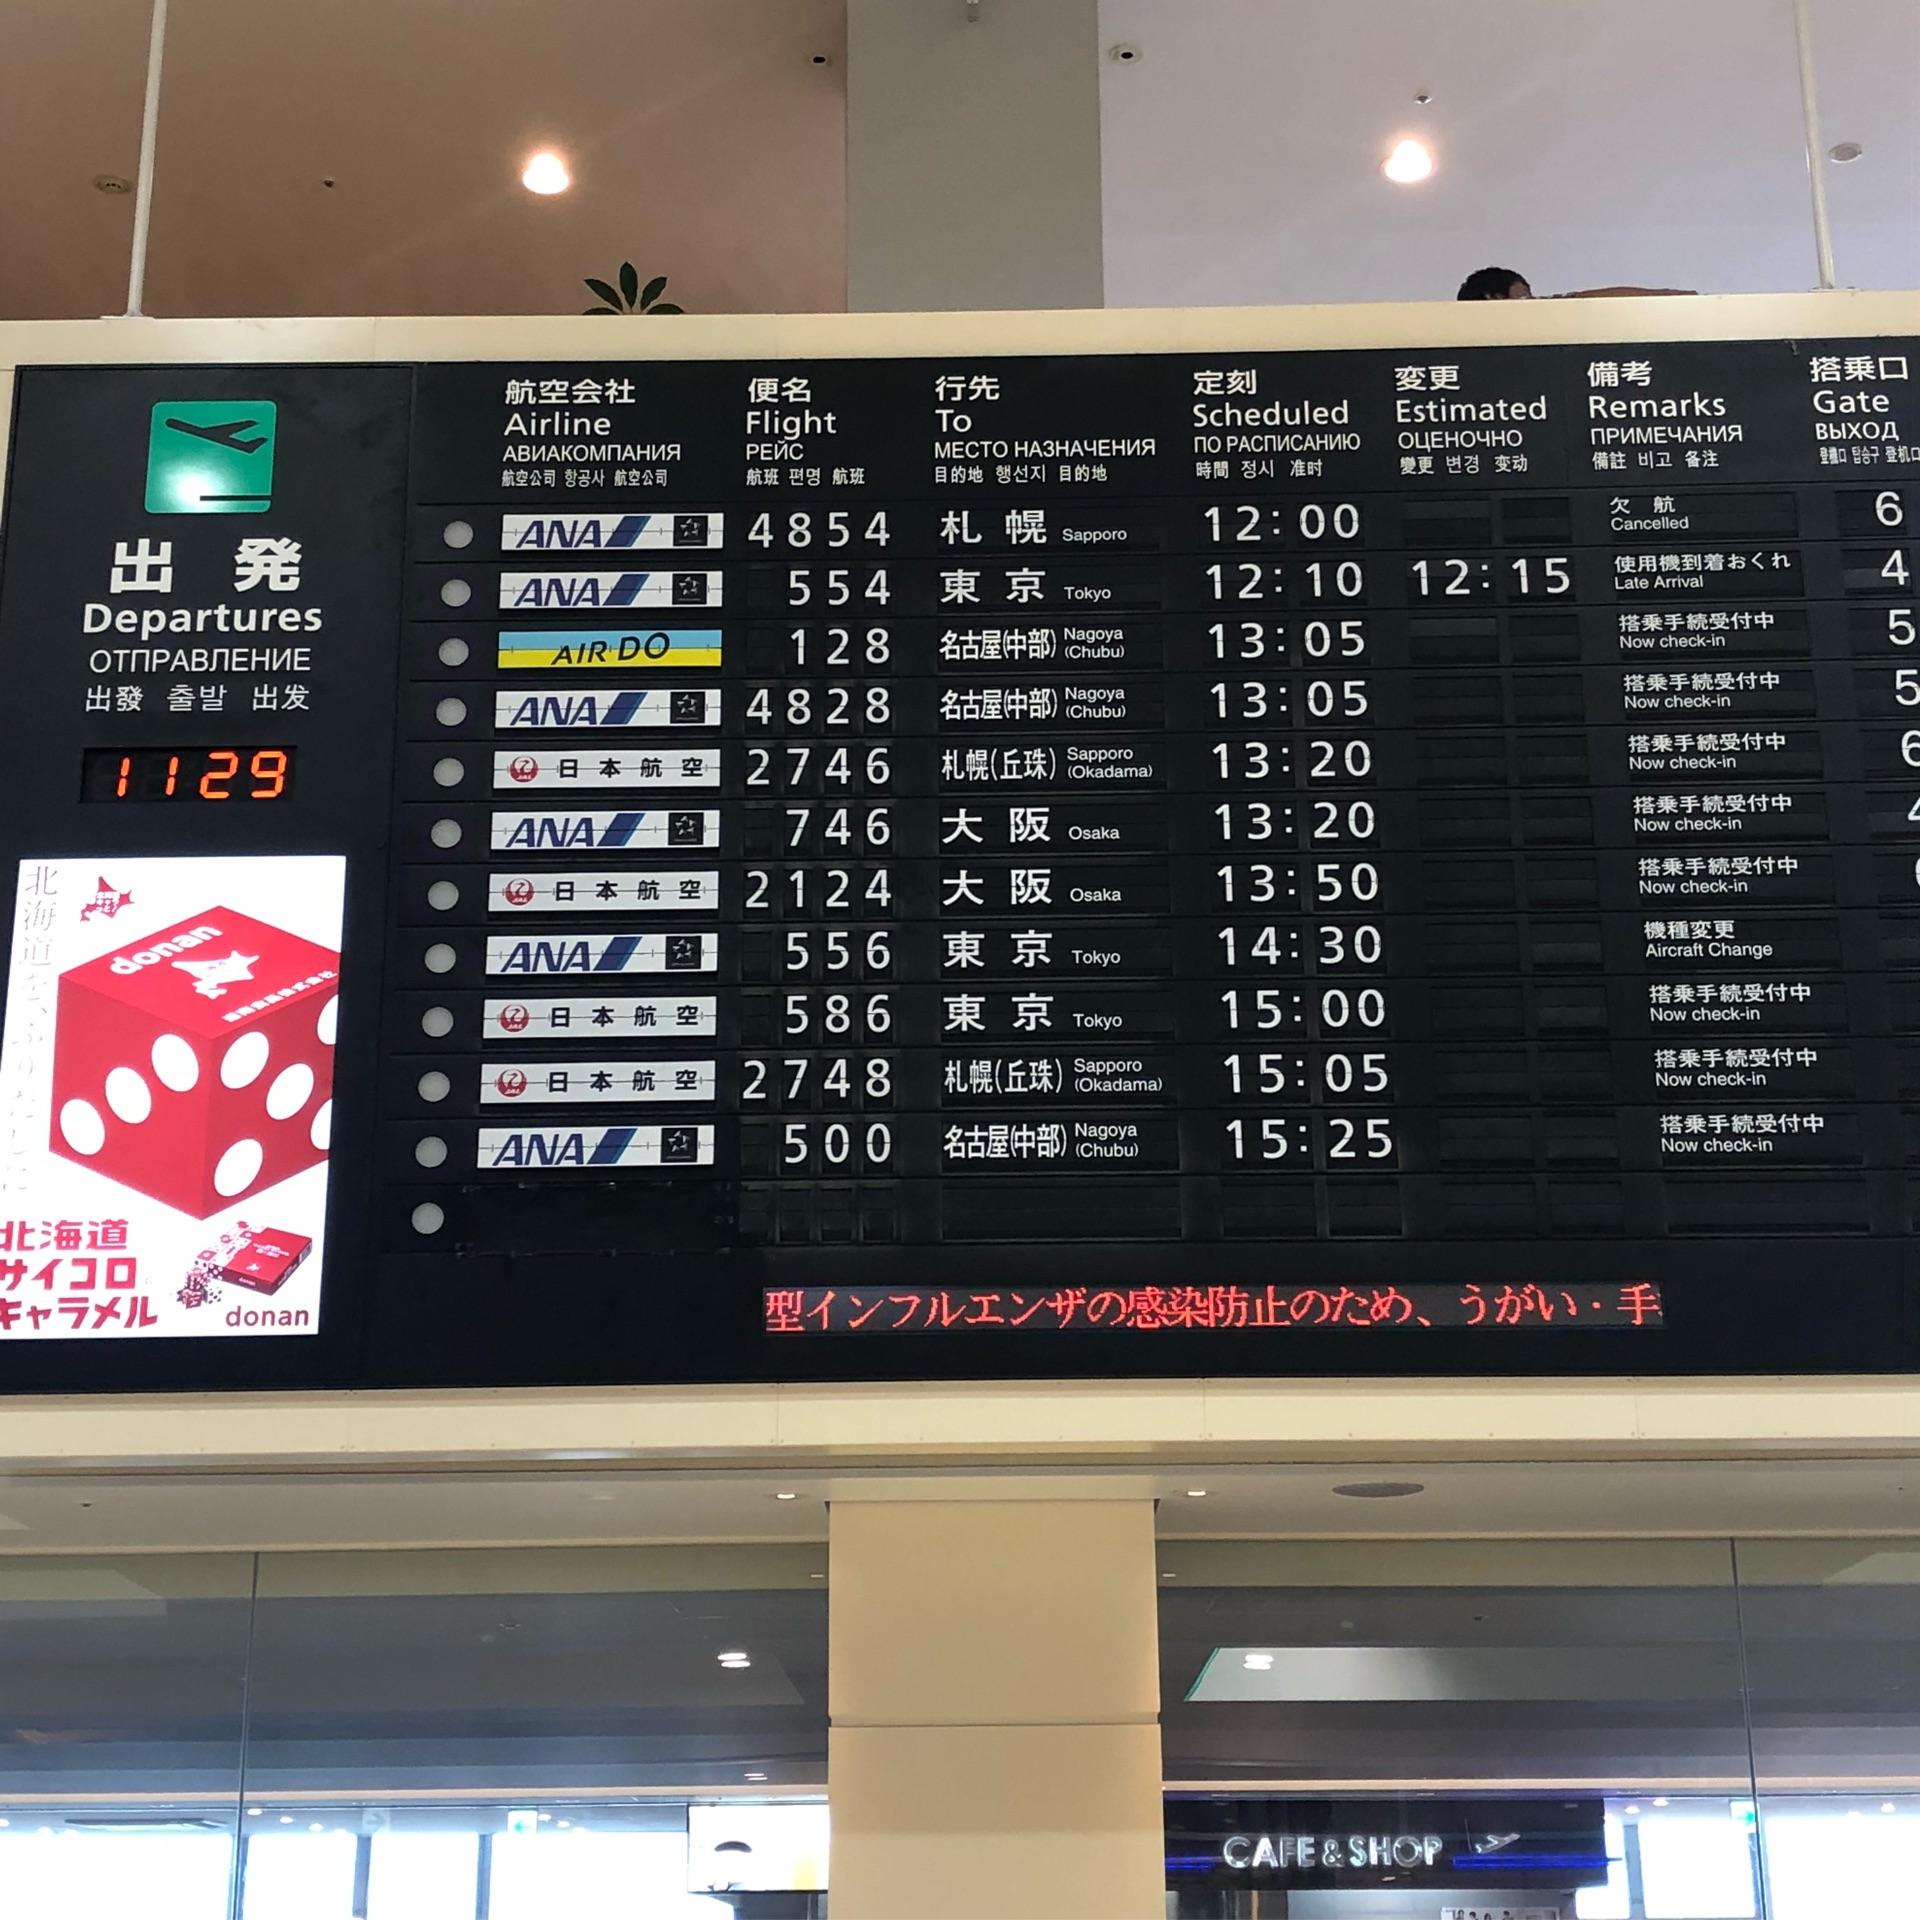 出発
Departures
ОТПРАВЛЕНИЕ
出發 출발 出发
11 29
航空会社 便名 行先 定刻 変更 備考 搭乗口
Airline Flight To Scheduled Estimated Remarks Gate
АВИАКОМПАНИЯ РЕЙС МЕСТО НАЗНАЧЕНИЯ ПО РАСПИСАНИЮ ОЦЕНОЧНО ПРИМЕЧАНИЯ ВЫХОД
航空公司 항공사 航空公司 航班 편명 航班 目的地 행선지 目的地 時間 정시 准时 變更 변경 变动 備註 비고 备注 登機口 탑승구 登机口
ANA 4854 札幌 Sapporo 12:00 欠航 Cancelled 6
ANA 554 東京 Tokyo 12:10 12:15 使用機到着おくれ Late Arrival 4
AIR DO 128 名古屋(中部) Nagoya (Chubu) 13:05 搭乗手続受付中 Now check-in 5
ANA 4828 名古屋(中部) Nagoya (Chubu) 13:05 搭乗手続受付中 Now check-in 5
JAL 日本航空 2746 札幌(丘珠) Sapporo (Okadama) 13:20 搭乗手続受付中 Now check-in 6
ANA 746 大阪 Osaka 13:20 搭乗手続受付中 Now check-in 4
JAL 日本航空 2124 大阪 Osaka 13:50 搭乗手続受付中 Now check-in
ANA 556 東京 Tokyo 14:30 機種変更 Aircraft Change
JAL 日本航空 586 東京 Tokyo 15:00 搭乗手続受付中 Now check-in
JAL 日本航空 2748 札幌(丘珠) Sapporo (Okadama) 15:05 搭乗手続受付中 Now check-in
ANA 500 名古屋(中部) Nagoya (Chubu) 15:25 搭乗手続受付中 Now check-in
型インフルエンザの感染防止のため、うがい・手
北海道を、
donan
北海道
サイコロ
キャラメル
donan
CAFE & SHOP